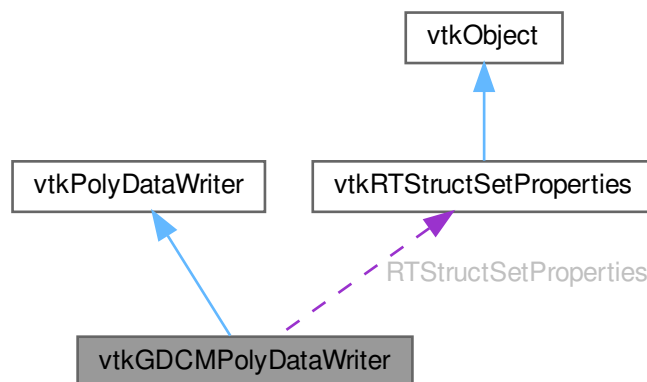 vtkObject
vtkPolyDataWriter
vtkRTStructSetProperties
RTStructSetProperties
vtkGDCMPolyDataWriter